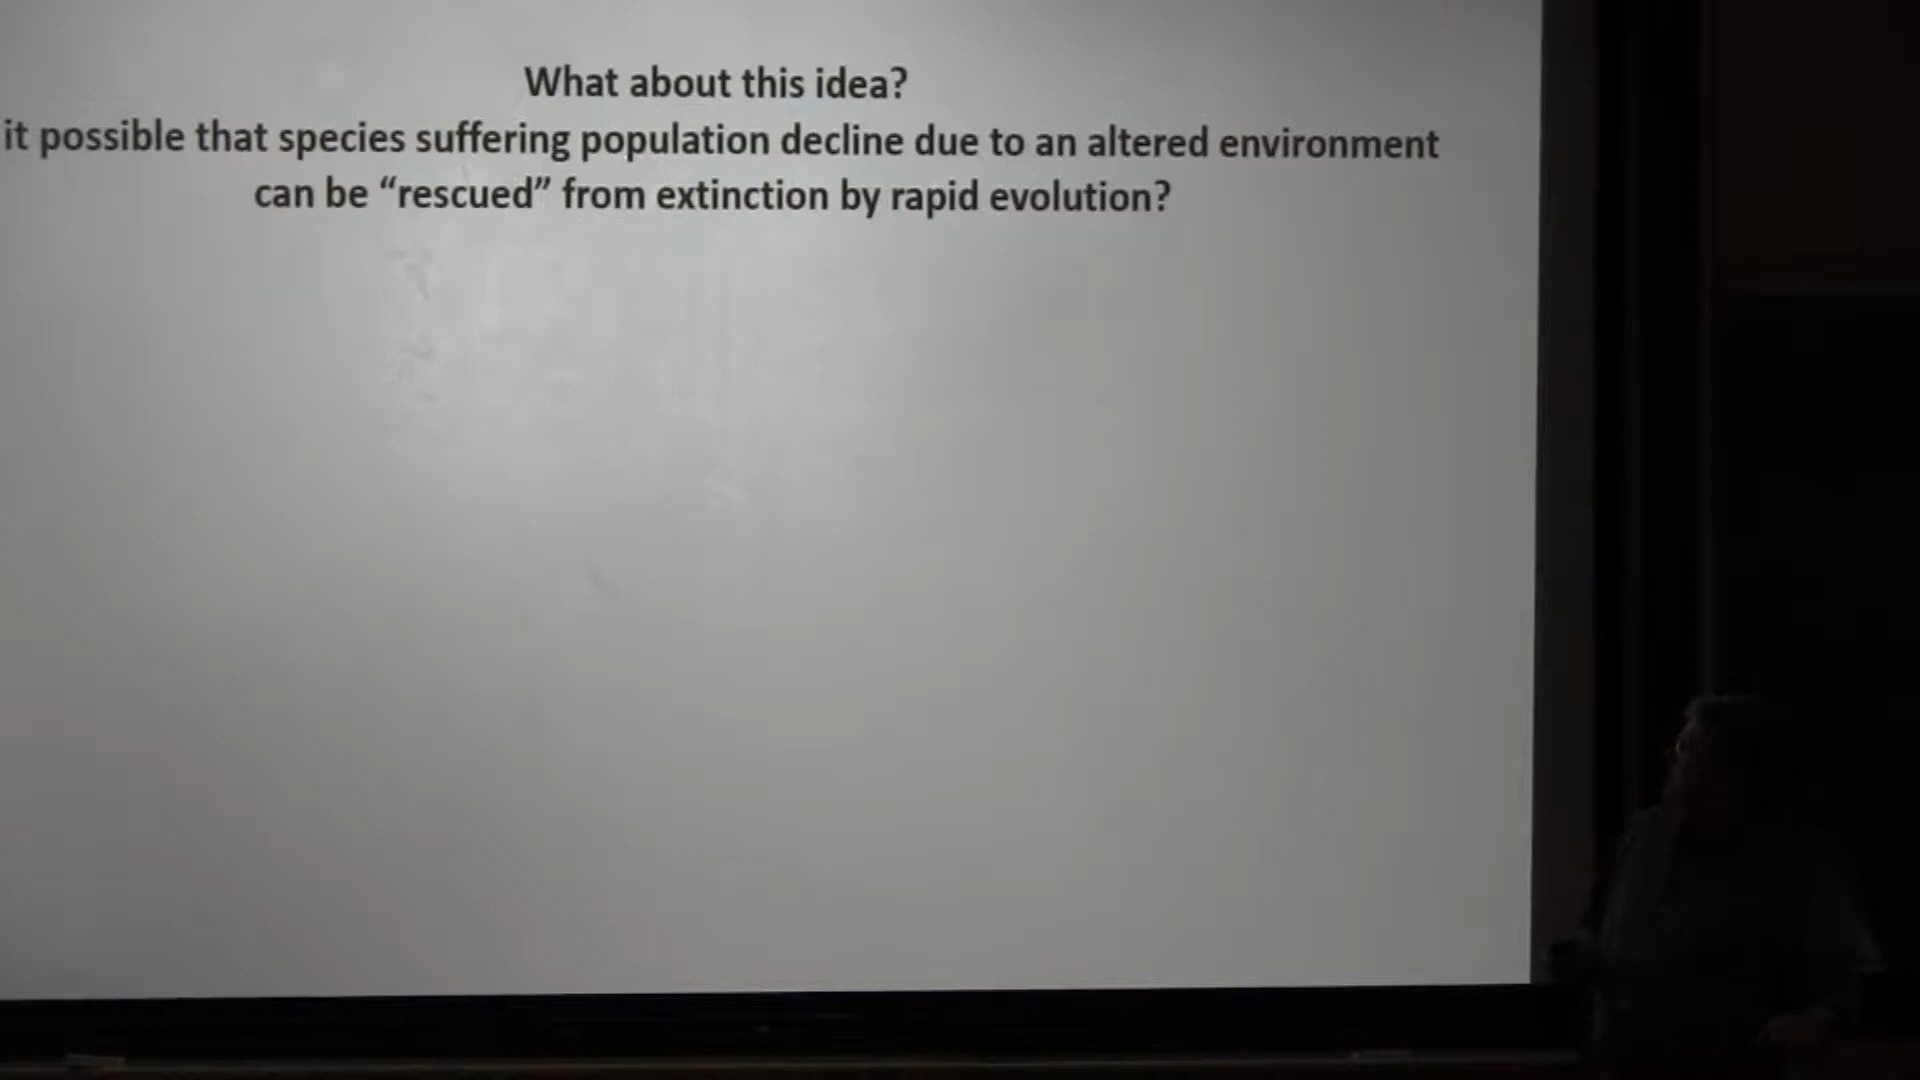 What about this idea?
it possible that species suffering population decline due to an altered environment
can be “rescued” from extinction by rapid evolution?